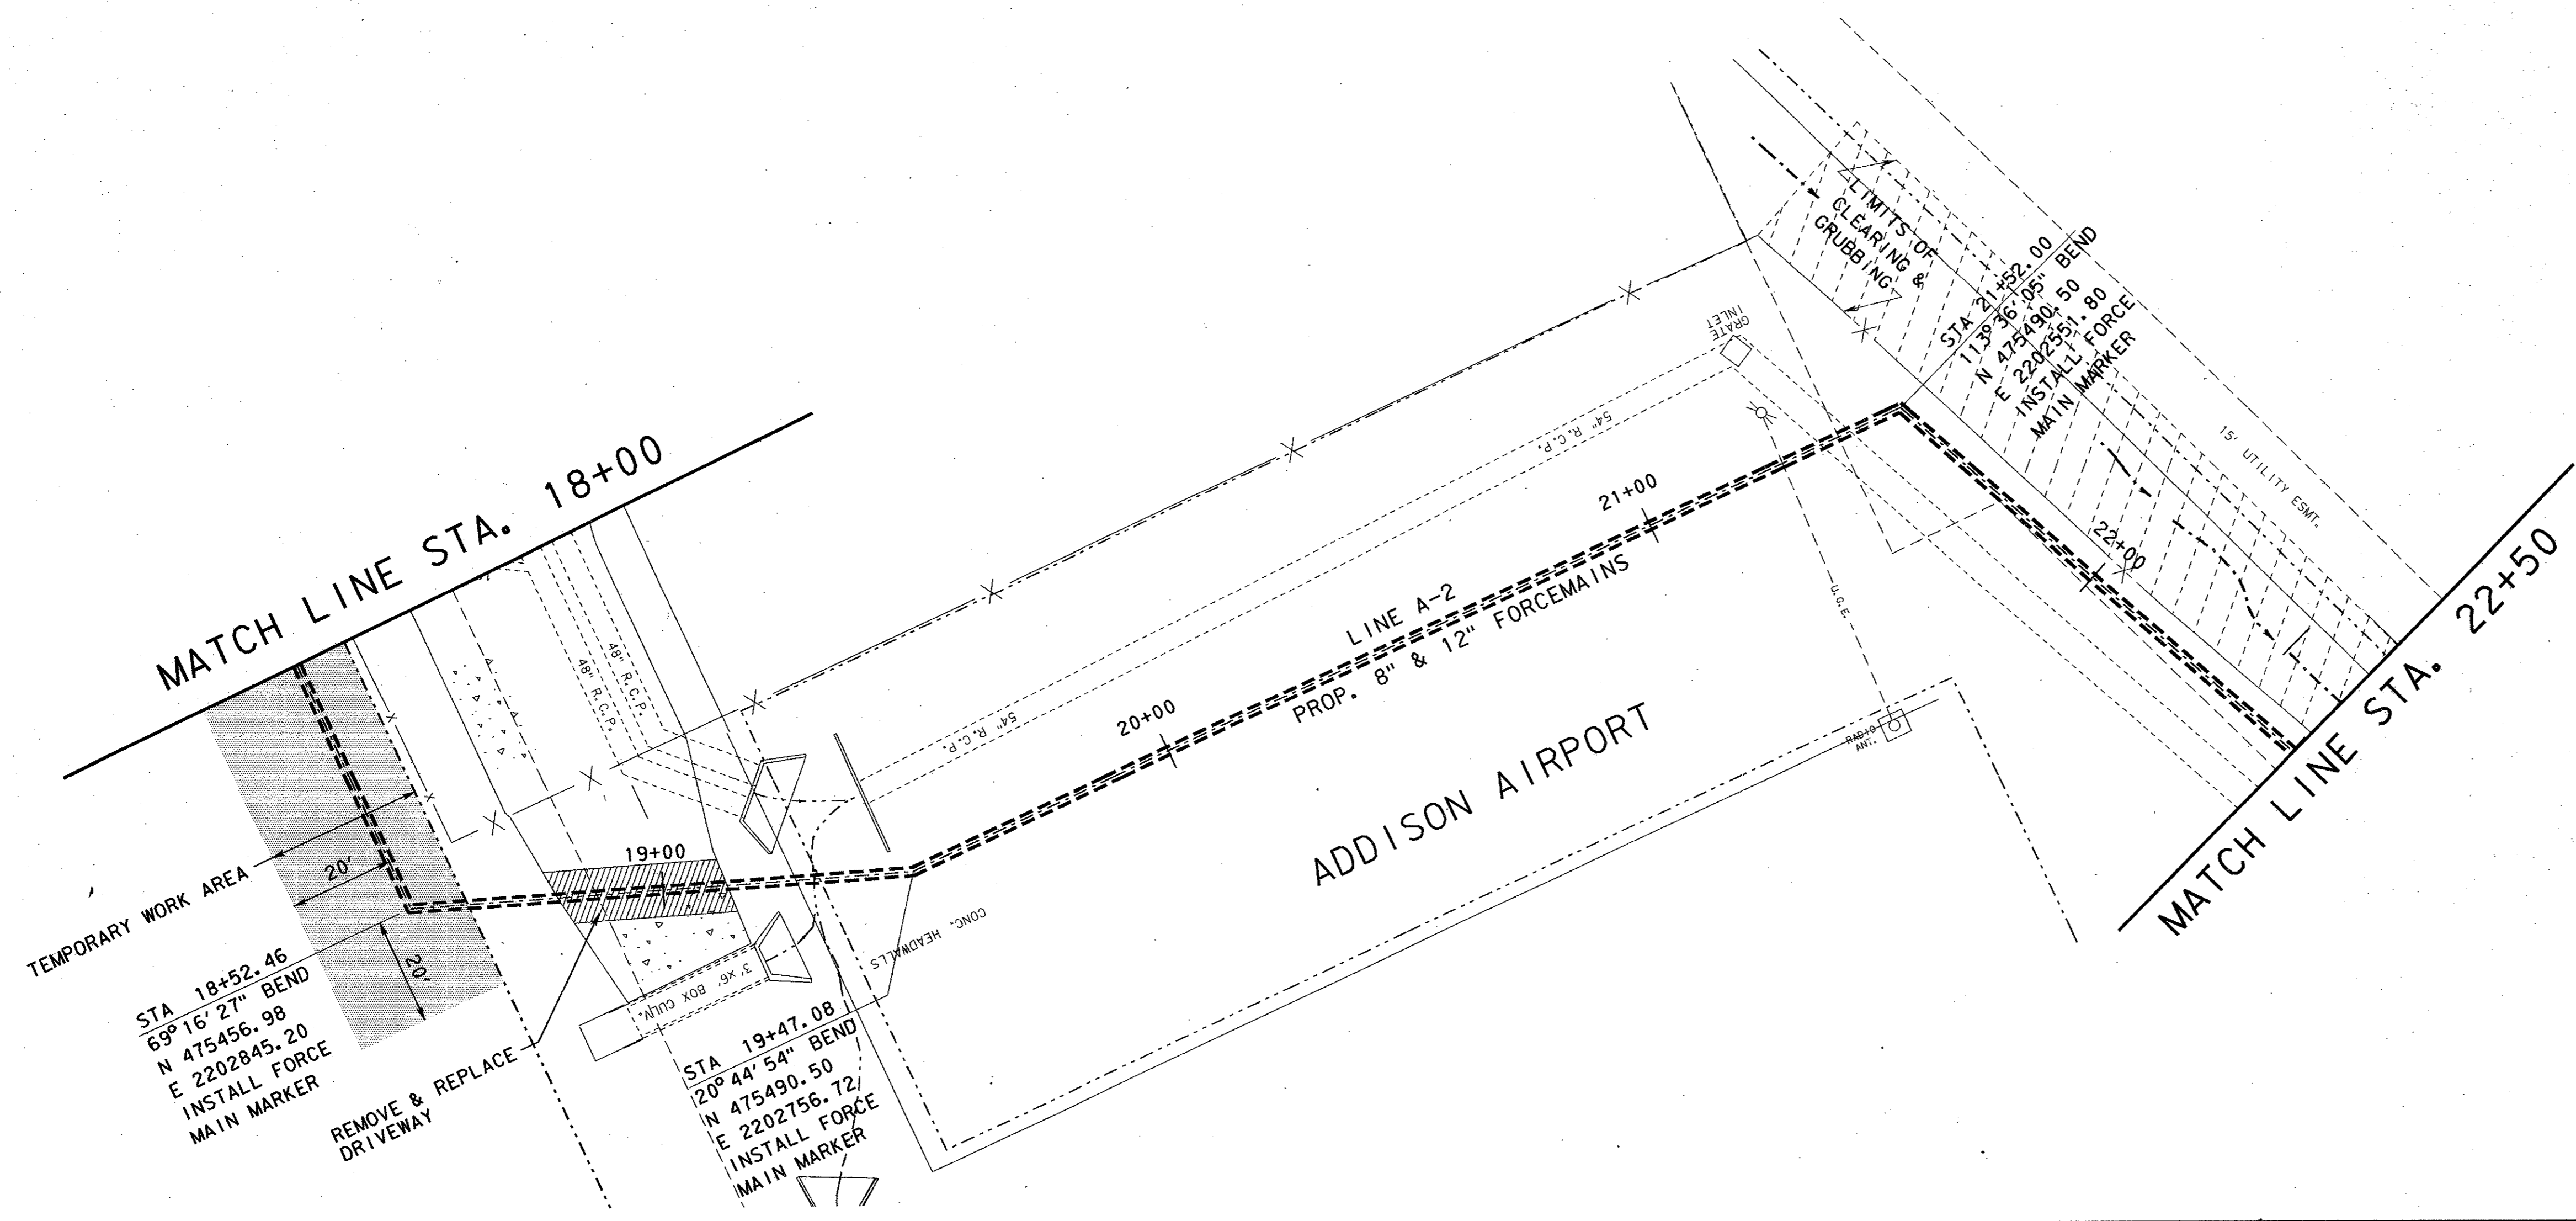 MATCH LINE STA. 18+00
48" R.C.P.
48" R.C.P.
TEMPORARY WORK AREA
20'
20'
STA 18+52.46
69° 16' 27" BEND
N 475456.98
E 2202845.20
INSTALL FORCE
MAIN MARKER
REMOVE & REPLACE
DRIVEWAY
19+00
3'x6' BOX CULV.
CONC. HEADWALLS
STA 19+47.08
20° 44' 54" BEND
N 475490.50
E 2202756.72
INSTALL FORCE
MAIN MARKER
54" R.C.P.
20+00
LINE A-2
PROP. 8" & 12" FORCEMAINS
ADDISON AIRPORT
54" R.C.P.
21+00
GRATE
INLET
U.G.E.
RADIO
ANT.
LIMITS OF
CLEARING &
GRUBBING
STA 21+52.00
113° 36' 05" BEND
N 475490.50
E 2202551.80
INSTALL FORCE
MAIN MARKER
15' UTILITY ESMT.
22+00
MATCH LINE STA. 22+50